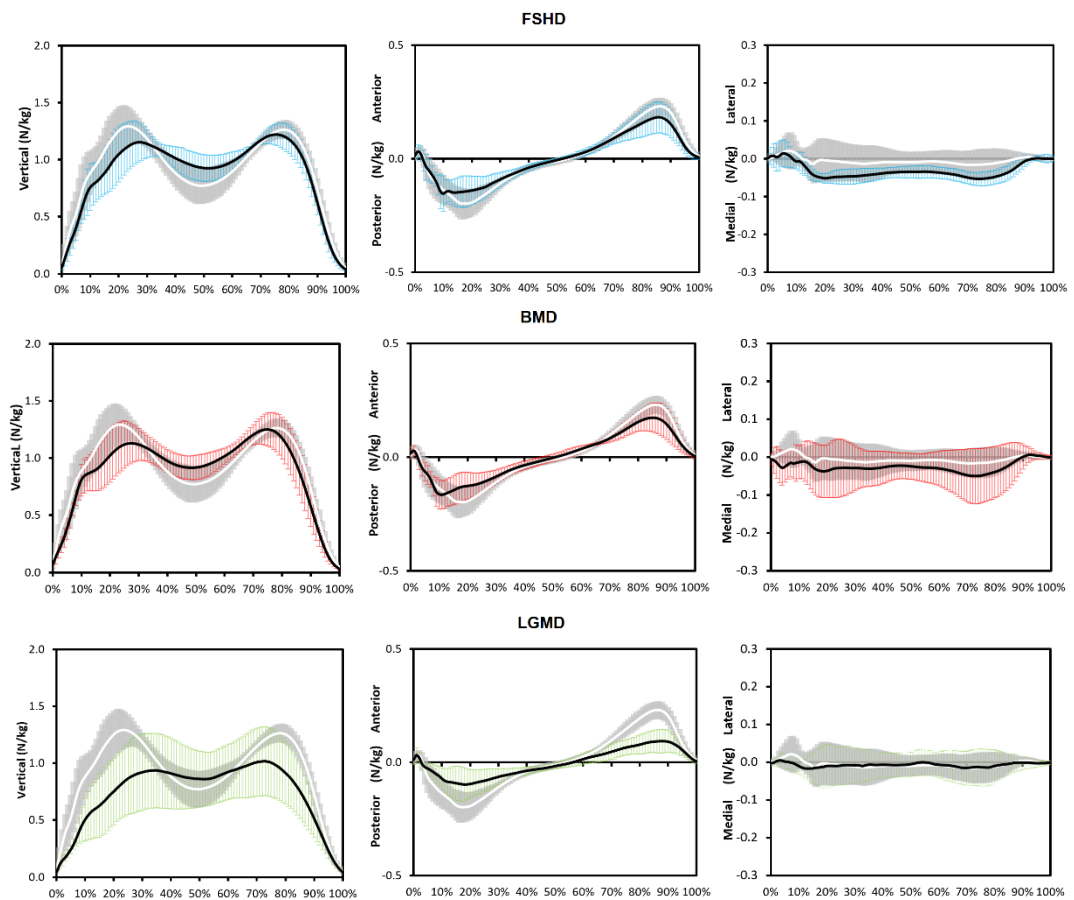 FSHD
Vertical (N/kg)
2.0
1.5
1.0
0.5
0.0
0% 10% 20% 30% 40% 50% 60% 70% 80% 90% 100%
Posterior (N/kg) Anterior
0.5
0.0
-0.5
0% 10% 20% 30% 40% 50% 60% 70% 80% 90% 100%
Medial (N/kg) Lateral
0.3
0.2
0.1
0.0
-0.1
-0.2
-0.3
0% 10% 20% 30% 40% 50% 60% 70% 80% 90% 100%
BMD
VerticaL (N/kg)
2.0
1.5
1.0
0.5
0.0
0% 10% 20% 30% 40% 50% 60% 70% 80% 90% 100%
Posterior (N/kg) Anterior
0.5
0.0
-0.5
0% 10% 20% 30% 40% 50% 60% 70% 80% 90% 100%
Medial (N/kg) Lateral
0.3
0.2
0.1
0.0
-0.1
-0.2
-0.3
0% 10% 20% 30% 40% 50% 60% 70% 80% 90% 100%
LGMD
Vertical (N/kg)
2.0
1.5
1.0
0.5
0.0
0% 10% 20% 30% 40% 50% 60% 70% 80% 90% 100%
Posterior (N/kg) Anterior
0.5
0.0
-0.5
0% 10% 20% 30% 40% 50% 60% 70% 80% 90% 100%
Medial (N/kg) Lateral
0.3
0.2
0.1
0.0
-0.1
-0.2
-0.3
0% 10% 20% 30% 40% 50% 60% 70% 80% 90% 100%